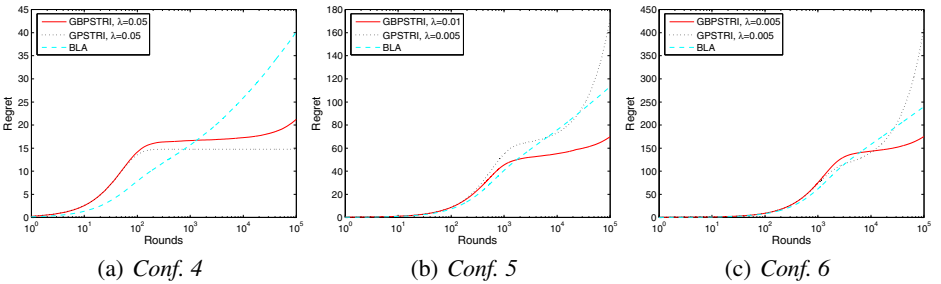 45
40
35
30
25
20
15
10
5
0
Regret
GBPSTRI, λ=0.05
GPSTRI, λ=0.05
BLA
10^0
10^1
10^2
10^3
10^4
10^5
Rounds
(a) Conf. 4
180
160
140
120
100
80
60
40
20
0
Regret
GBPSTRI, λ=0.01
GPSTRI, λ=0.005
BLA
10^0
10^1
10^2
10^3
10^4
10^5
Rounds
(b) Conf. 5
450
400
350
300
250
200
150
100
50
0
Regret
GBPSTRI, λ=0.005
GPSTRI, λ=0.005
BLA
10^0
10^1
10^2
10^3
10^4
10^5
Rounds
(c) Conf. 6